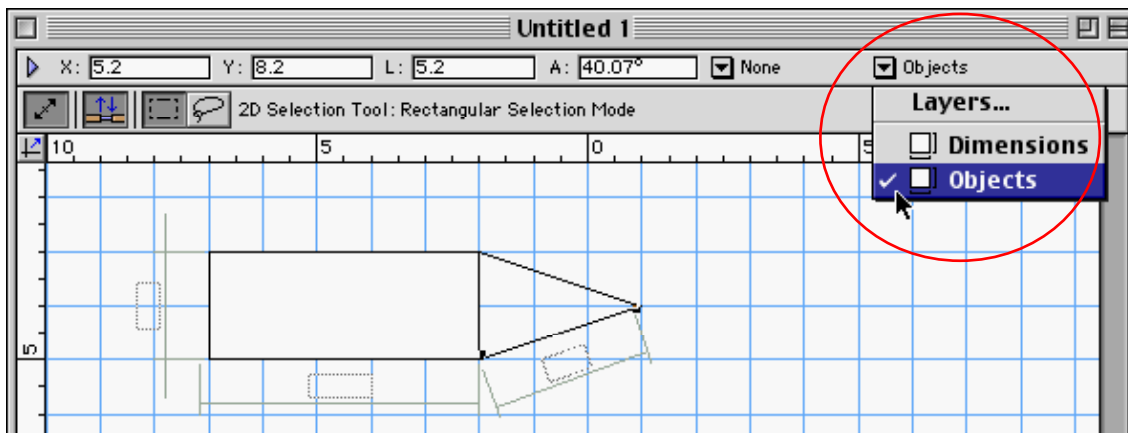 Untitled 1
X: 5.2 Y: 8.2 L: 5.2 A: 40.07° None Objects
2D Selection Tool: Rectangular Selection Mode
Layers...
10 5 0 5
Dimensions
Objects
5